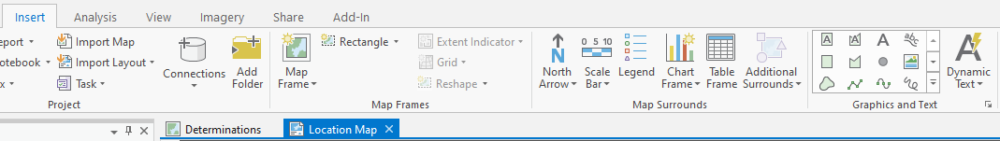 Insert Analysis View Imagery Share Add-In
eport Import Map Rectangle Extent Indicator 0 5 10 N A A A abc
otebook Import Layout Connections Add Folder Map Frame Grid North Arrow Scale Bar Legend Chart Frame Table Frame Additional Surrounds Dynamic Text
x Task Reshape
Project Map Frames Map Surrounds Graphics and Text
Determinations Location Map